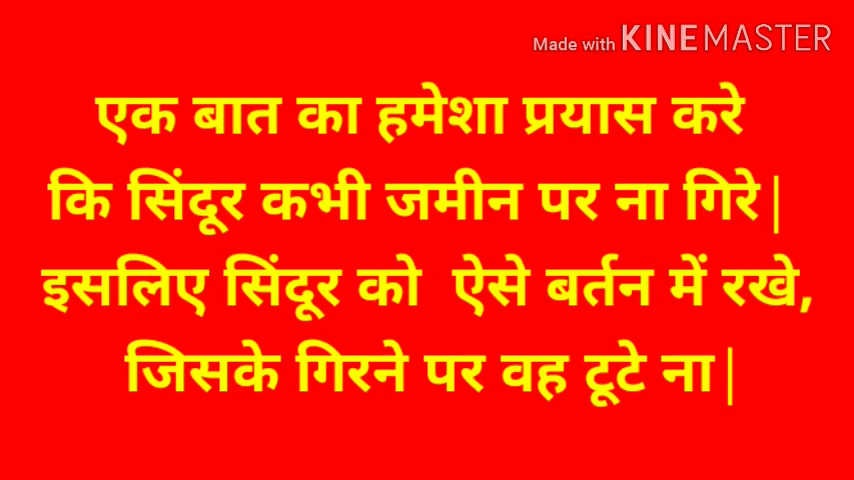 Made with KINEMASTER
एक बात का हमेशा प्रयास करे
कि सिंदूर कभी जमीन पर ना गिरे|
इसलिए सिंदूर को ऐसे बर्तन में रखे,
जिसके गिरने पर वह टूटे ना|